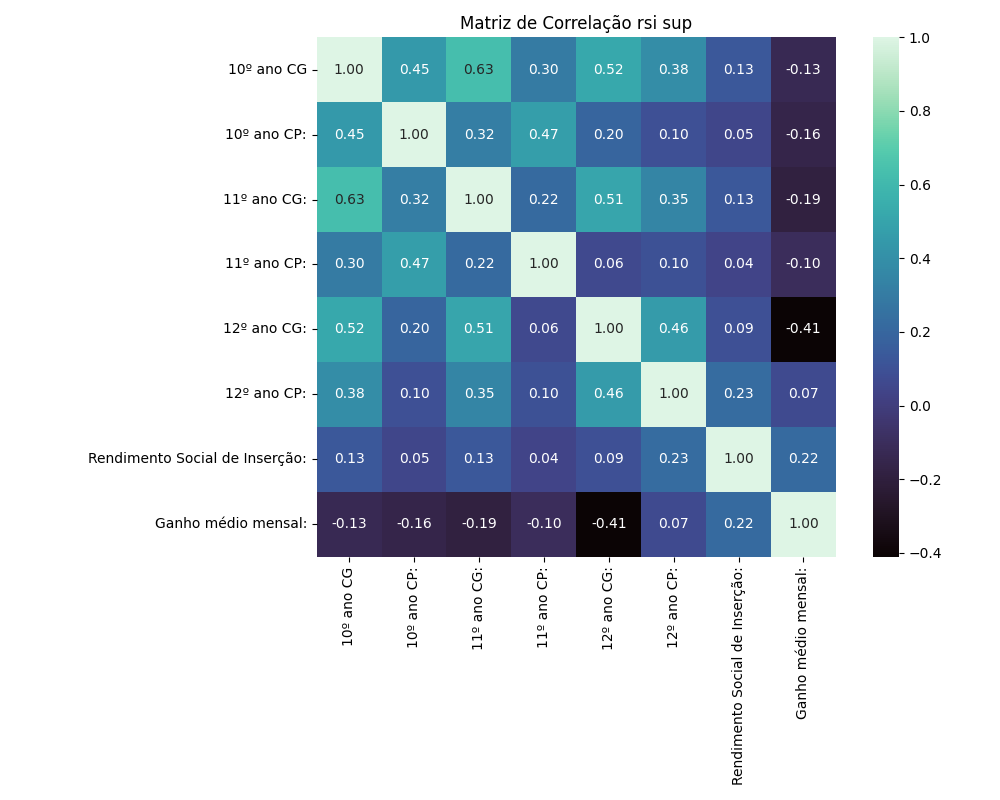 Matriz de Correlação rsi sup
10º ano CG 1.00 0.45 0.63 0.30 0.52 0.38 0.13 -0.13
10º ano CP: 0.45 1.00 0.32 0.47 0.20 0.10 0.05 -0.16
11º ano CG: 0.63 0.32 1.00 0.22 0.51 0.35 0.13 -0.19
11º ano CP: 0.30 0.47 0.22 1.00 0.06 0.10 0.04 -0.10
12º ano CG: 0.52 0.20 0.51 0.06 1.00 0.46 0.09 -0.41
12º ano CP: 0.38 0.10 0.35 0.10 0.46 1.00 0.23 0.07
Rendimento Social de Inserção: 0.13 0.05 0.13 0.04 0.09 0.23 1.00 0.22
Ganho médio mensal: -0.13 -0.16 -0.19 -0.10 -0.41 0.07 0.22 1.00
10º ano CG
10º ano CP:
11º ano CG:
11º ano CP:
12º ano CG:
12º ano CP:
Rendimento Social de Inserção:
Ganho médio mensal:
1.0
0.8
0.6
0.4
0.2
0.0
−0.2
−0.4